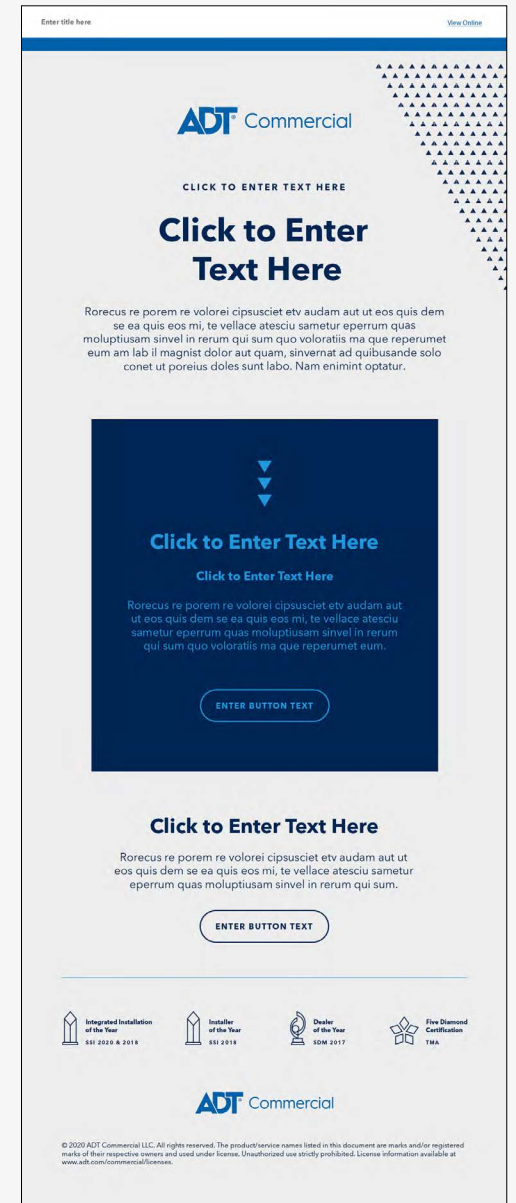 Enter title here
View Online
ADT® Commercial
CLICK TO ENTER TEXT HERE
Click to Enter
Text Here
Rorecus re porem re volorei cipsusciet etv audam aut ut eos quis dem
se ea quis eos mi, te vellace atesciu sametur eperrum quas
moluptiusam sinvel in rerum qui sum quo voloratiis ma que reperumet
eum am lab il magnist dolor aut quam, sinvernat ad quibusande solo
conet ut poreius doles sunt labo. Nam enimint optatur.
Click to Enter Text Here
Click to Enter Text Here
Rorecus re porem re volorei cipsusciet etv audam aut
ut eos quis dem se ea quis eos mi, te vellace atesciu
sametur eperrum quas moluptiusam sinvel in rerum
qui sum quo voloratiis ma que reperumet eum.
ENTER BUTTON TEXT
Click to Enter Text Here
Rorecus re porem re volorei cipsusciet etv audam aut ut
eos quis dem se ea quis eos mi, te vellace atesciu sametur
eperrum quas moluptiusam sinvel in rerum qui sum.
ENTER BUTTON TEXT
Integrated Installation
of the Year
SSI 2020 & 2018
Installer
of the Year
SSI 2018
Dealer
of the Year
SDM 2017
Five Diamond
Certification
TMA
ADT® Commercial
© 2020 ADT Commercial LLC. All rights reserved. The product/service names listed in this document are marks and/or registered
marks of their respective owners and used under license. Unauthorized use strictly prohibited. License information available at
www.adt.com/commercial/licenses.